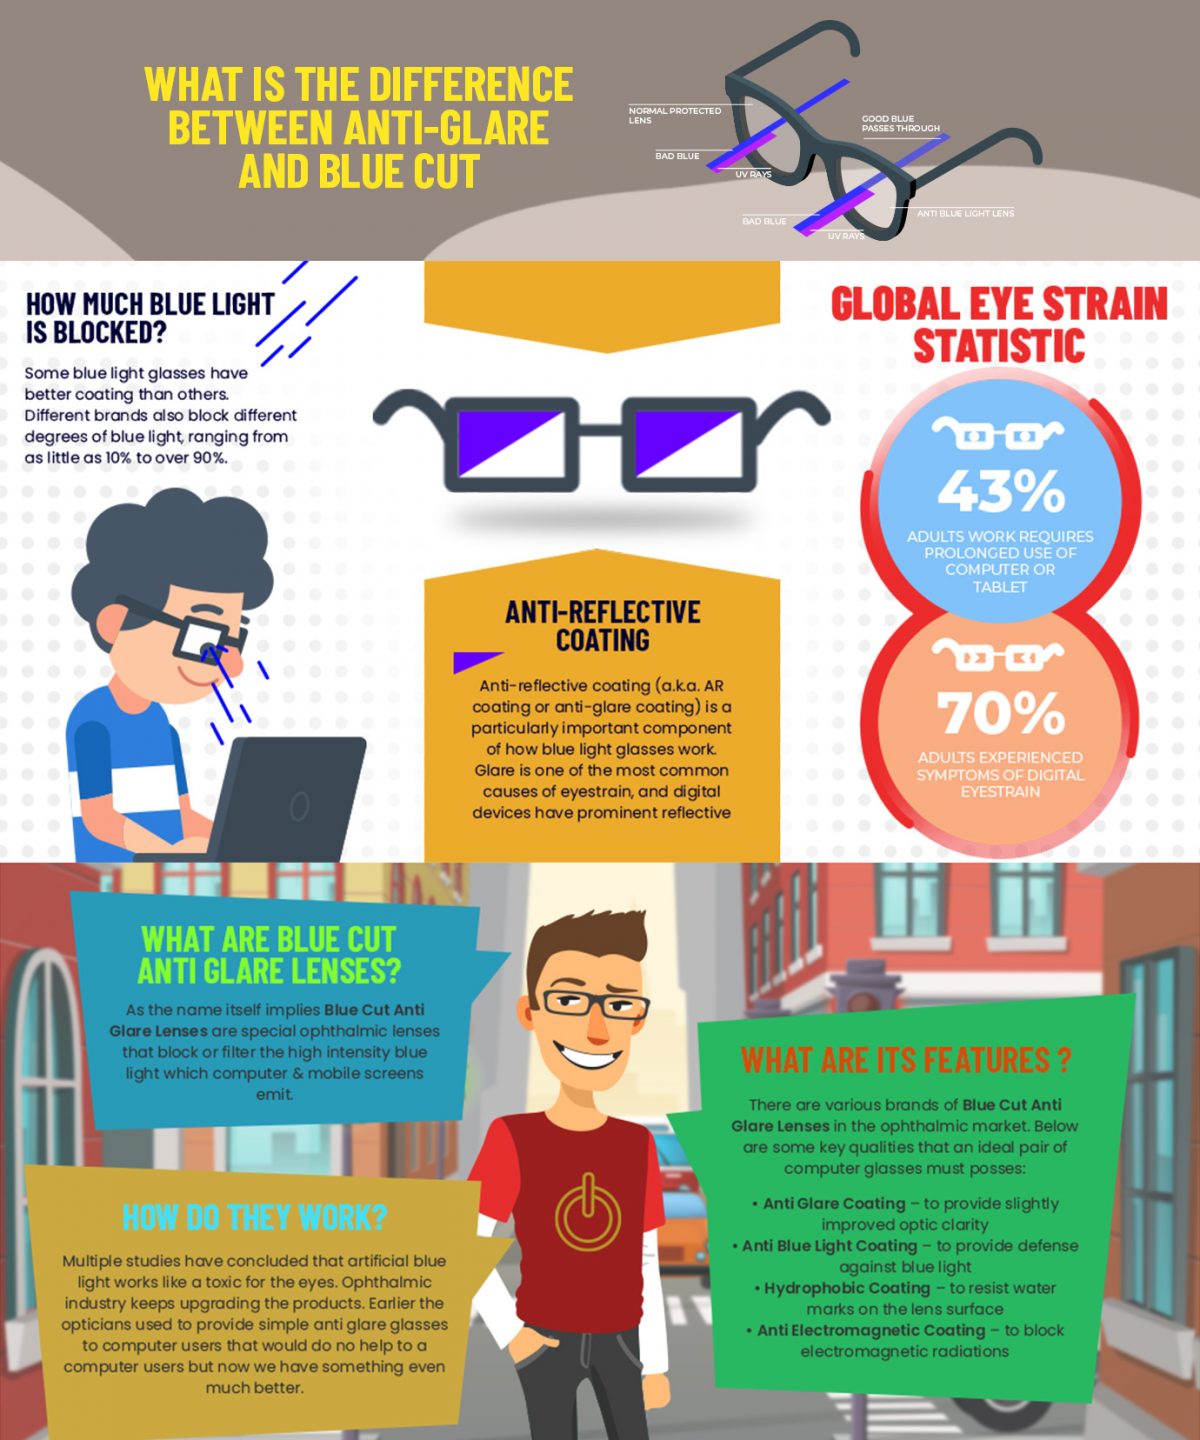 WHAT IS THE DIFFERENCE
BETWEEN ANTI-GLARE
AND BLUE CUT
NORMAL PROTECTED
LENS
BAD BLUE
UV RAYS
GOOD BLUE
PASSES THROUGH
BAD BLUE
UV RAYS
ANTI BLUE LIGHT LENS
HOW MUCH BLUE LIGHT
IS BLOCKED?
Some blue light glasses have
better coating than others.
Different brands also block different
degrees of blue light, ranging from
as little as 10% to over 90%.
ANTI-REFLECTIVE
COATING
Anti-reflective coating (a.k.a. AR
coating or anti-glare coating) is a
particularly important component
of how blue light glasses work.
Glare is one of the most common
causes of eyestrain, and digital
devices have prominent reflective
GLOBAL EYE STRAIN
STATISTIC
43%
ADULTS WORK REQUIRES
PROLONGED USE OF
COMPUTER OR
TABLET
70%
ADULTS EXPERIENCED
SYMPTOMS OF DIGITAL
EYESTRAIN
WHAT ARE BLUE CUT
ANTI GLARE LENSES?
As the name itself implies Blue Cut Anti
Glare Lenses are special ophthalmic lenses
that block or filter the high intensity blue
light which computer & mobile screens
emit.
HOW DO THEY WORK?
Multiple studies have concluded that artificial blue
light works like a toxic for the eyes. Ophthalmic
industry keeps upgrading the products. Earlier the
opticians used to provide simple anti glare glasses
to computer users that would do no help to a
computer users but now we have something even
much better.
WHAT ARE ITS FEATURES ?
There are various brands of Blue Cut Anti
Glare Lenses in the ophthalmic market. Below
are some key qualities that an ideal pair of
computer glasses must posses:
• Anti Glare Coating – to provide slightly
improved optic clarity
• Anti Blue Light Coating – to provide defense
against blue light
• Hydrophobic Coating – to resist water
marks on the lens surface
• Anti Electromagnetic Coating – to block
electromagnetic radiations